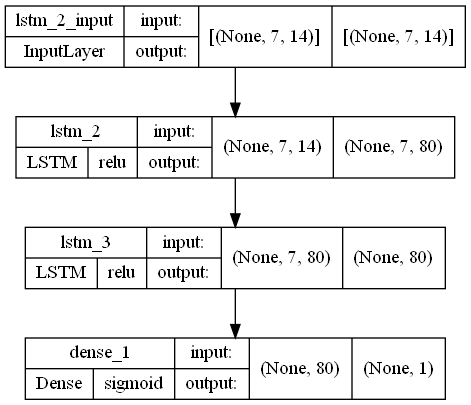 lstm_2_input input: [(None, 7, 14)] [(None, 7, 14)]
InputLayer output:
lstm_2 input: (None, 7, 14) (None, 7, 80)
LSTM relu output:
lstm_3 input: (None, 7, 80) (None, 80)
LSTM relu output:
dense_1 input: (None, 80) (None, 1)
Dense sigmoid output: